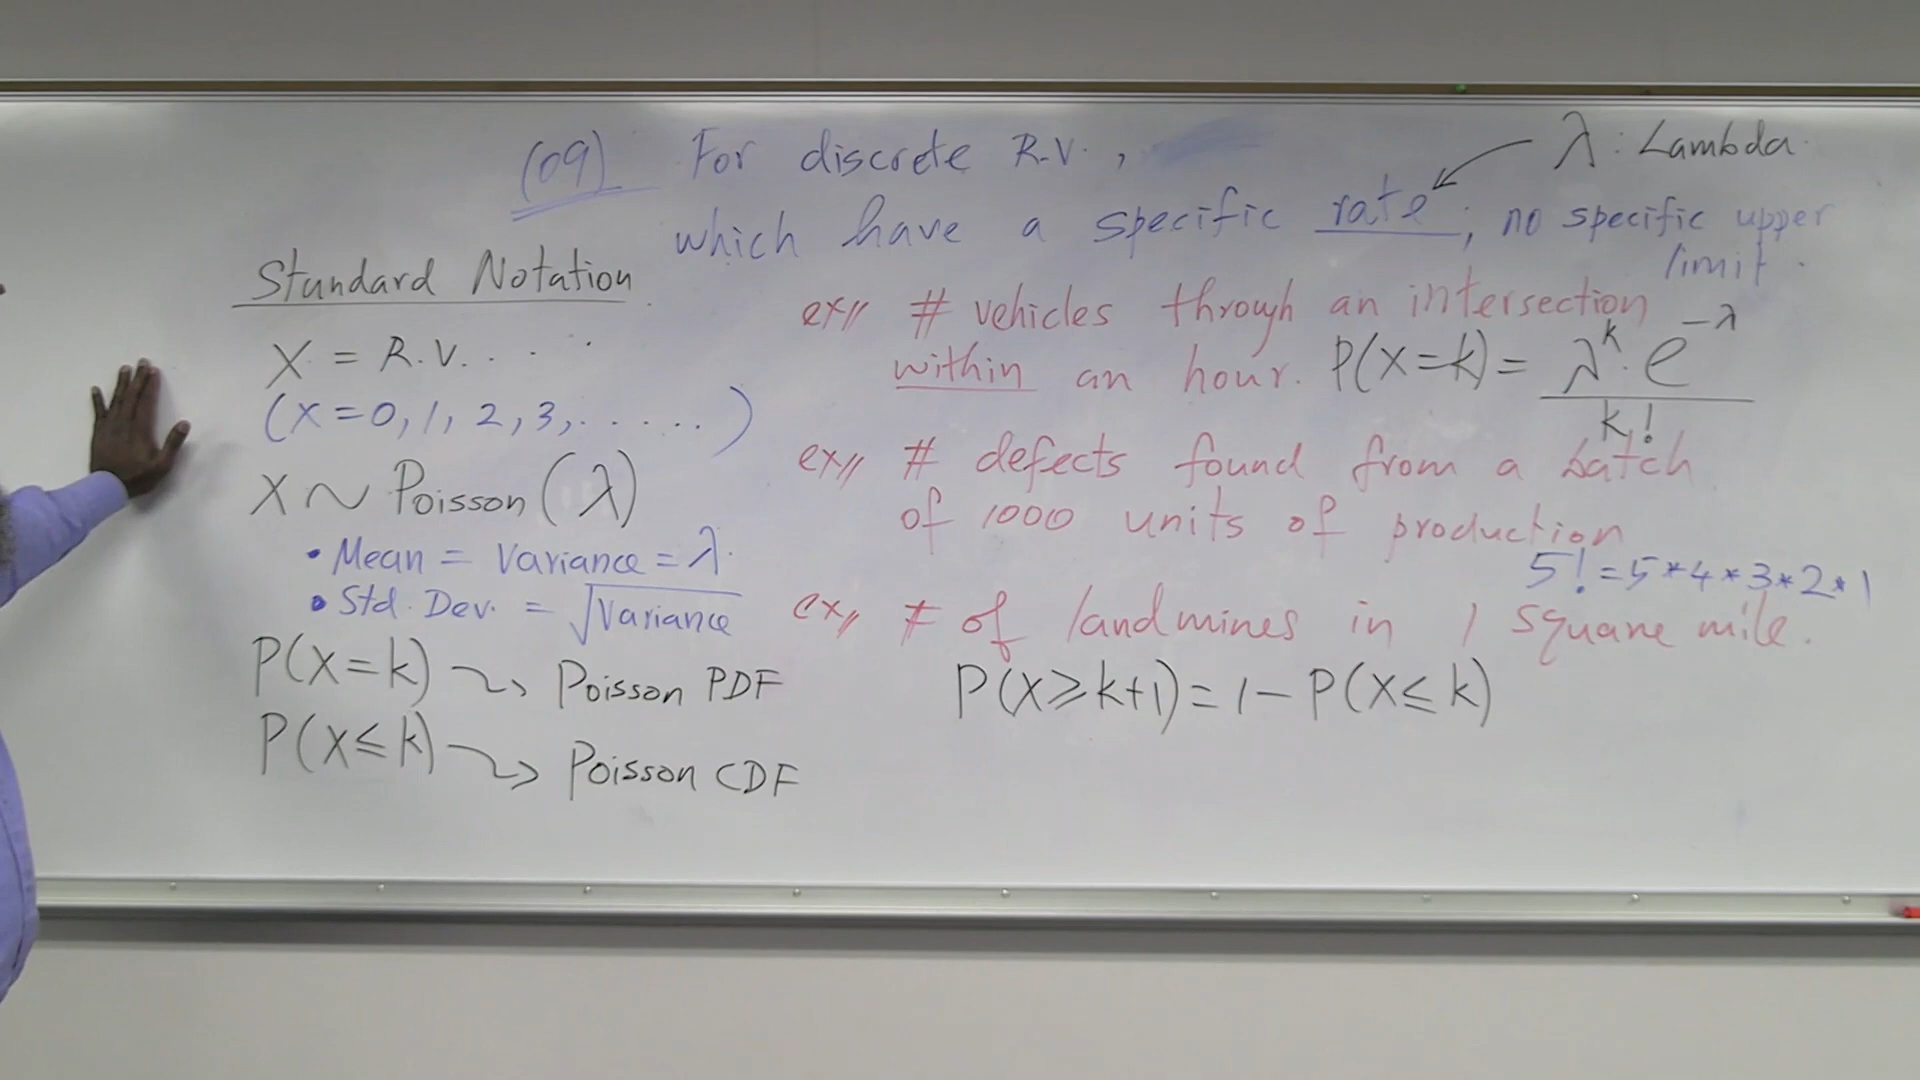 (09) For discrete R.V.,
λ: Lambda.
which have a specific rate; no specific upper
limit.
Standard Notation
X = R.V. . . .
(X=0, 1, 2, 3, . . . . .)
X ~ Poisson(λ)
• Mean = Variance = λ.
• Std. Dev. = √Variance
P(X=k) → Poisson PDF
P(X≤k) → Poisson CDF
ex// # vehicles through an intersection
within an hour. P(X=k) = λ^k · e^-λ / k!
ex// # defects found from a batch
of 1000 units of production
5! = 5*4*3*2*1
ex// # of landmines in 1 square mile.
P(X≥k+1) = 1 - P(X≤k)